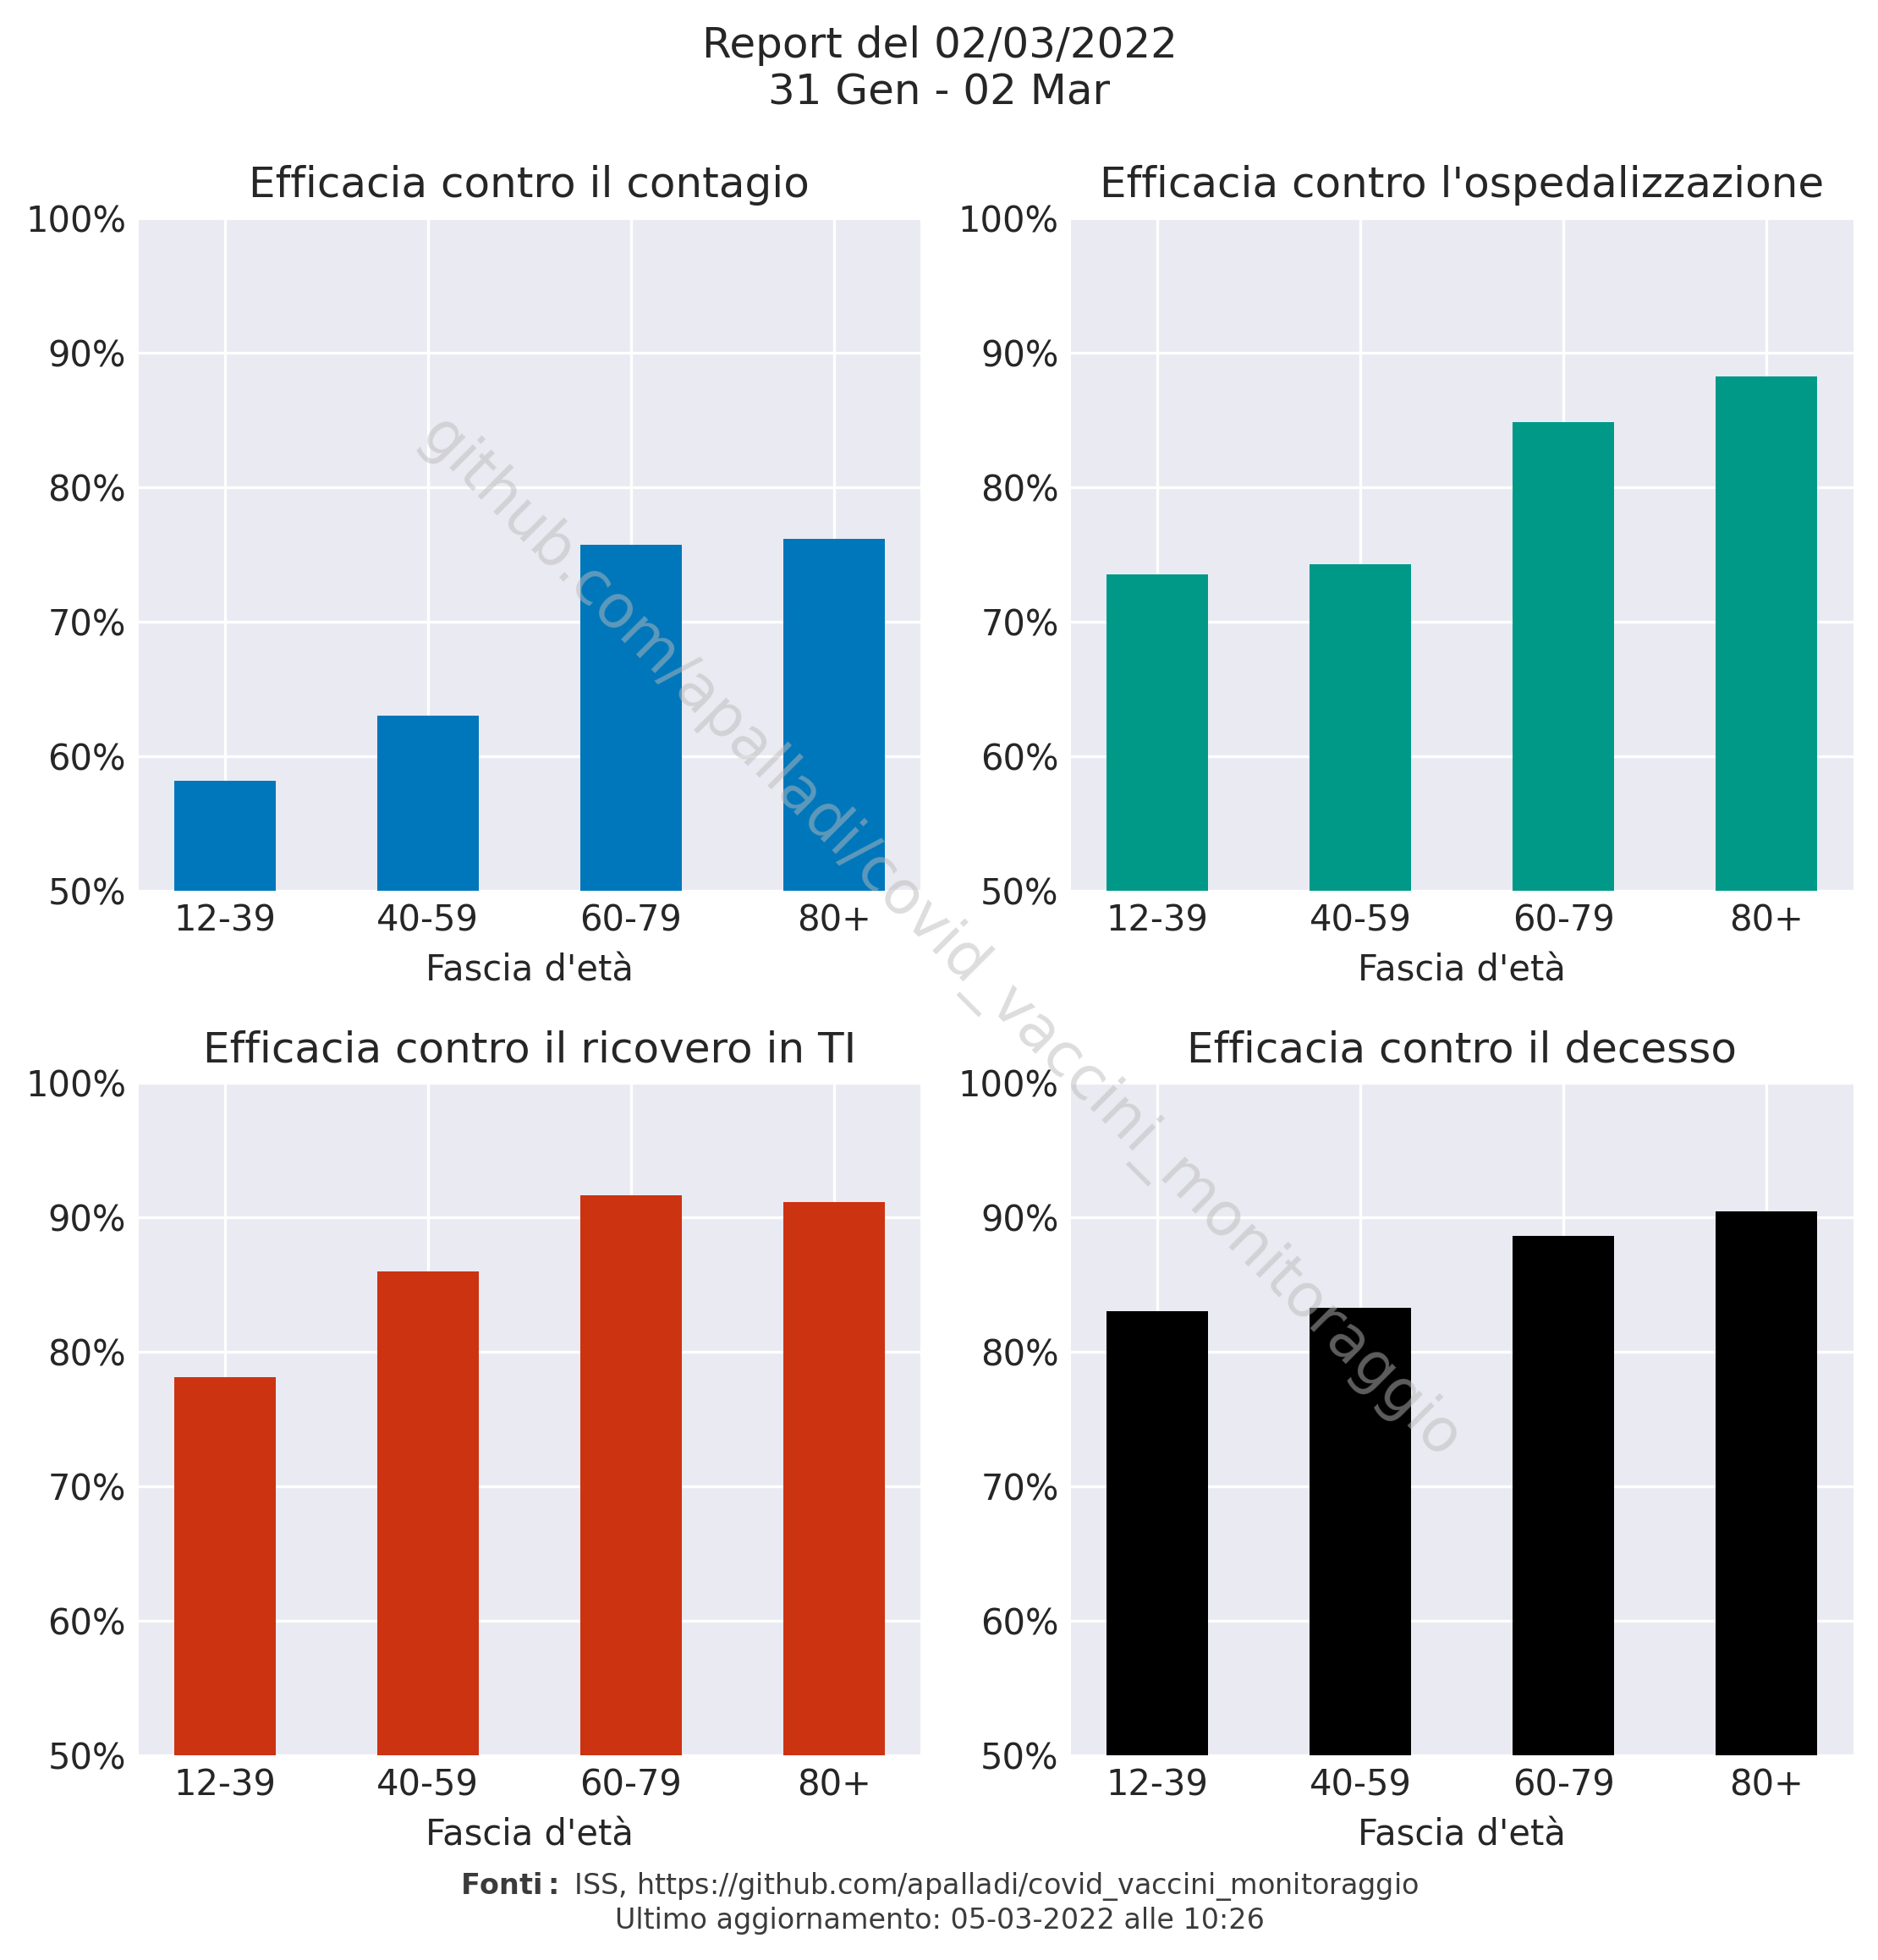 Report del 02/03/2022
31 Gen - 02 Mar
Efficacia contro il contagio
100%
90%
80%
70%
60%
50%
12-39 40-59 60-79 80+
Fascia d'età
Efficacia contro l'ospedalizzazione
100%
90%
80%
70%
60%
50%
12-39 40-59 60-79 80+
Fascia d'età
Efficacia contro il ricovero in TI
100%
90%
80%
70%
60%
50%
12-39 40-59 60-79 80+
Fascia d'età
Efficacia contro il decesso
100%
90%
80%
70%
60%
50%
12-39 40-59 60-79 80+
Fascia d'età
github.com/apalladi/covid_vaccini_monitoraggio
Fonti: ISS, https://github.com/apalladi/covid_vaccini_monitoraggio
Ultimo aggiornamento: 05-03-2022 alle 10:26